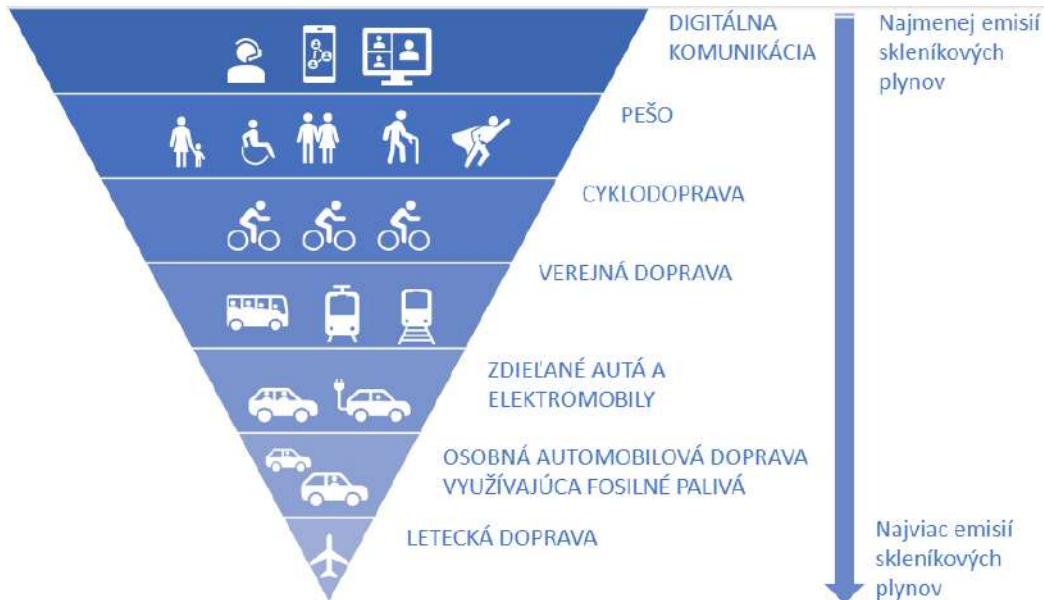 DIGITÁLNA
KOMUNIKÁCIA
PEŠO
CYKLODOPRAVA
VEREJNÁ DOPRAVA
ZDIEĽANÉ AUTÁ A
ELEKTROMOBILY
OSOBNÁ AUTOMOBILOVÁ DOPRAVA
VYUŽÍVAJÚCA FOSILNÉ PALIVÁ
LETECKÁ DOPRAVA
Najmenej emisií
skleníkových
plynov
Najviac emisií
skleníkových
plynov